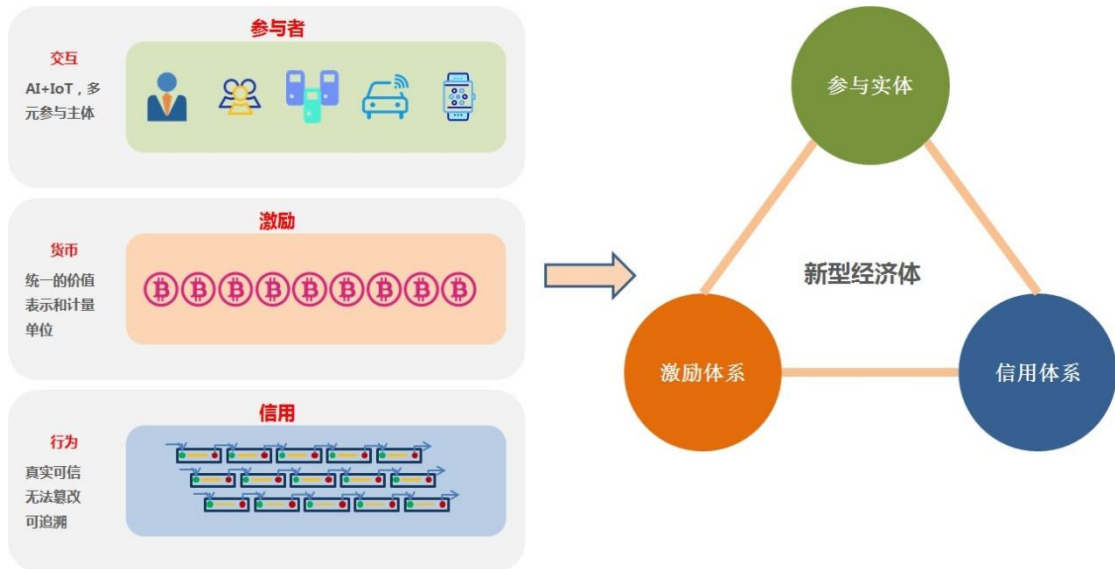 参与者
交互
AI+IoT，多
元参与主体
激励
货币
统一的价值
表示和计量
单位
信用
行为
真实可信
无法篡改
可追溯
参与实体
新型经济体
激励体系
信用体系